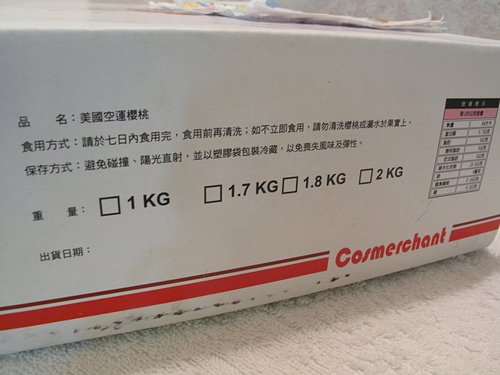 品 名：美國空運櫻桃
食用方式：請於七日內食用完，食用前再清洗；如不立即食用，請勿清洗櫻桃或灑水於果實上。
保存方式：避免碰撞、陽光直射，並以塑膠袋包裝冷藏，以免喪失風味及彈性。
重 量：□1 KG □1.7 KG □1.8 KG □2 KG
出貨日期：
Cosmerchant